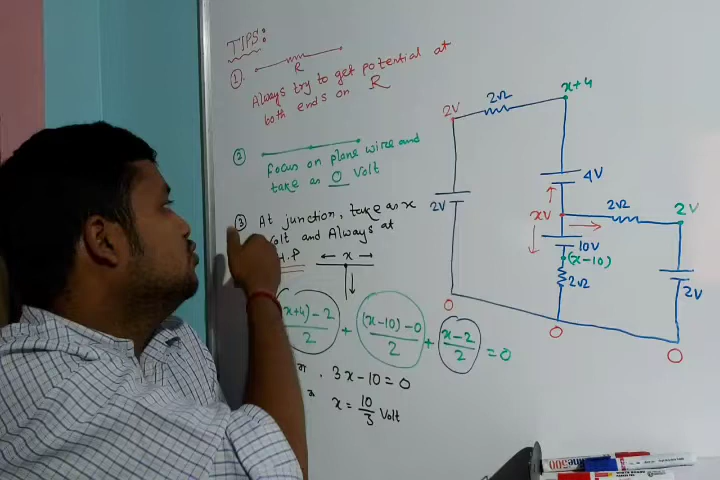 TIPS:
①. R
Always try to get potential at
both ends on R
②
Focus on plane wire and
take as 0 Volt
③ At junction, take as x
Volt and Always at
H.P ← x →
(x+4)-2/2 + (x-10)-0/2 + x-2/2 = 0
3x-10=0
x = 10/3 Volt
2V 2Ω x+4
4V
2V xV 2Ω 2V
10V
(x-10)
2Ω 2V
0 0 0